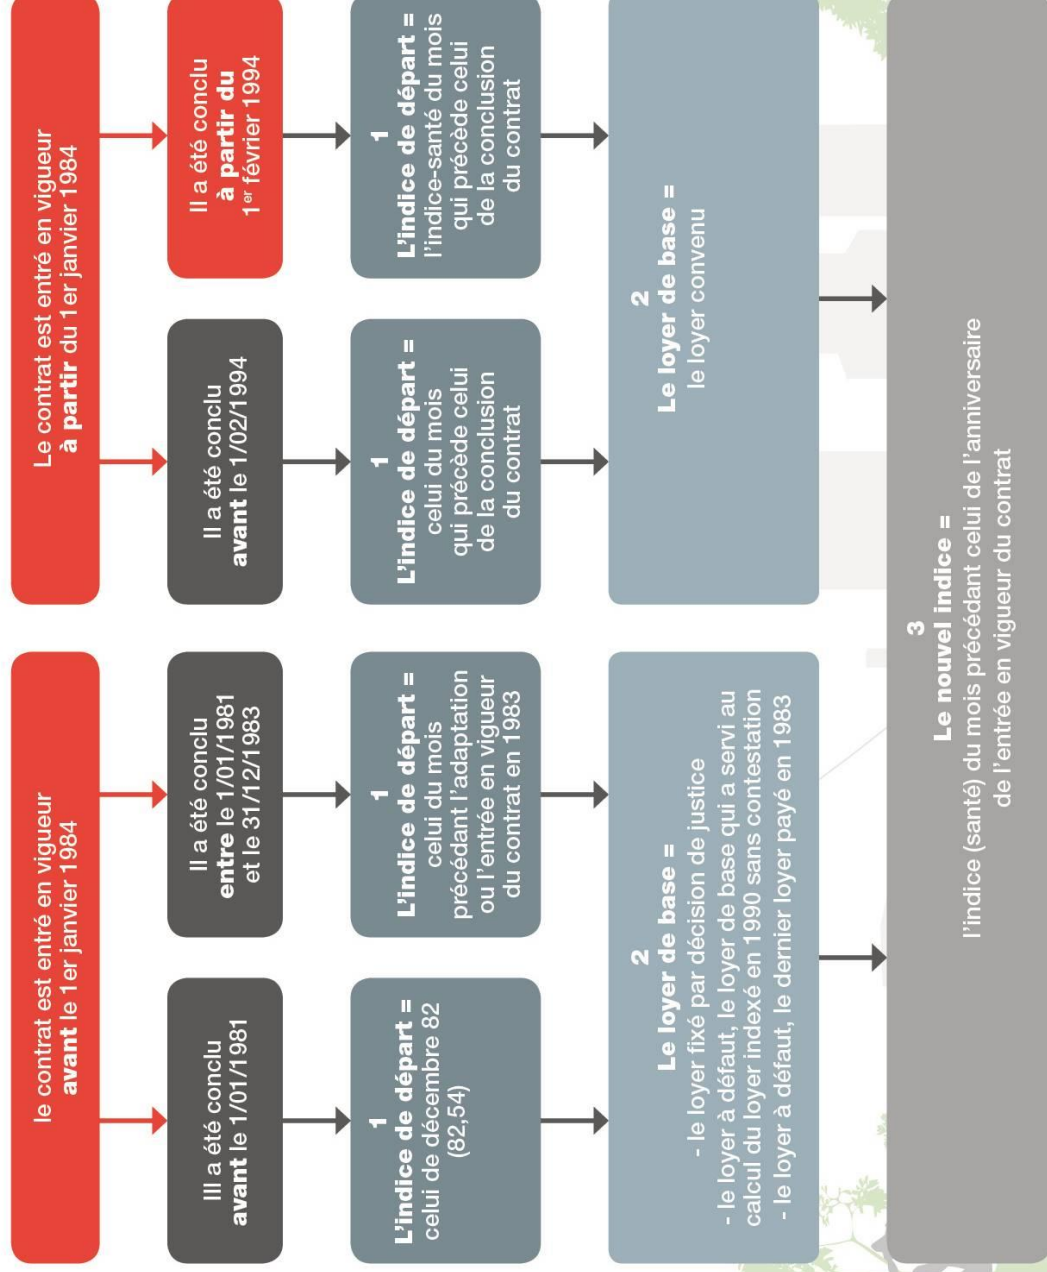 le contrat est entré en vigueur
avant le 1er janvier 1984
Le contrat est entré en vigueur
à partir du 1er janvier 1984
III a été conclu
avant le 1/01/1981
Il a été conclu
entre le 1/01/1981
et le 31/12/1983
Il a été conclu
avant le 1/02/1994
Il a été conclu
à partir du
1er février 1994
1
L'indice de départ =
celui de décembre 82
(82,54)
1
L'indice de départ =
celui du mois
précédant l'adaptation
ou l'entrée en vigueur
du contrat en 1983
1
L'indice de départ =
celui du mois
qui précède celui
de la conclusion
du contrat
1
L'indice de départ =
l'indice-santé du mois
qui précède celui
de la conclusion
du contrat
2
Le loyer de base =
- le loyer fixé par décision de justice
- le loyer à défaut, le loyer de base qui a servi au
calcul du loyer indexé en 1990 sans contestation
- le loyer à défaut, le dernier loyer payé en 1983
2
Le loyer de base =
le loyer convenu
3
Le nouvel indice =
l'indice (santé) du mois précédant celui de l'anniversaire
de l'entrée en vigueur du contrat